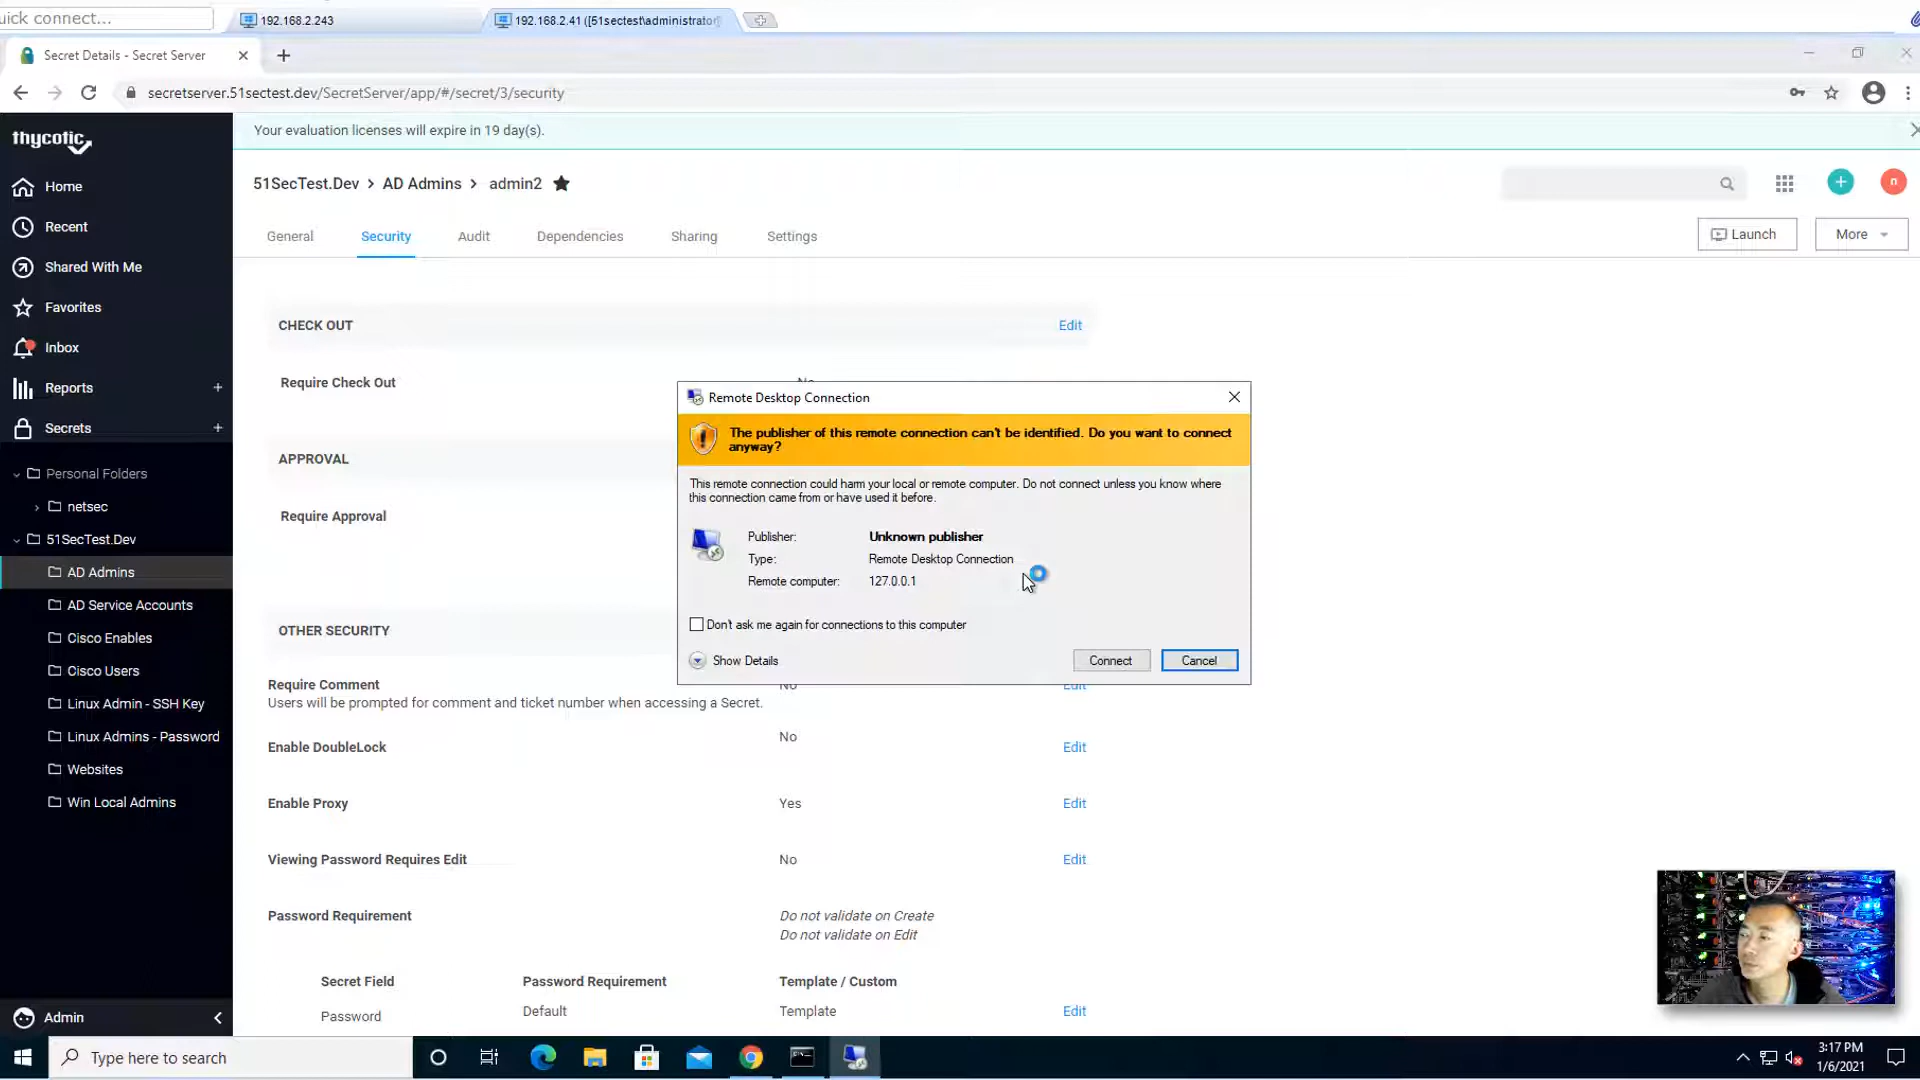 uick connect...
192.168.2.243
192.168.2.41 ([51sectest\administrator]
Secret Details - Secret Server
secretserver.51sectest.dev/SecretServer/app/#/secret/3/security
thycotic
Your evaluation licenses will expire in 19 day(s).
51SecTest.Dev > AD Admins > admin2
n
General
Security
Audit
Dependencies
Sharing
Settings
Launch
More
Home
Recent
Shared With Me
Favorites
Inbox
Reports
Secrets
Personal Folders
netsec
51SecTest.Dev
AD Admins
AD Service Accounts
Cisco Enables
Cisco Users
Linux Admin - SSH Key
Linux Admins - Password
Websites
Win Local Admins
Admin
CHECK OUT
Edit
Require Check Out
No
APPROVAL
Require Approval
OTHER SECURITY
Require Comment
No
Edit
Users will be prompted for comment and ticket number when accessing a Secret.
Enable DoubleLock
No
Edit
Enable Proxy
Yes
Edit
Viewing Password Requires Edit
No
Edit
Password Requirement
Do not validate on Create
Do not validate on Edit
Secret Field
Password Requirement
Template / Custom
Password
Default
Template
Edit
Remote Desktop Connection
The publisher of this remote connection can't be identified. Do you want to connect
anyway?
This remote connection could harm your local or remote computer. Do not connect unless you know where
this connection came from or have used it before.
Publisher:
Unknown publisher
Type:
Remote Desktop Connection
Remote computer:
127.0.0.1
Don't ask me again for connections to this computer
Show Details
Connect
Cancel
Type here to search
3:17 PM
1/6/2021